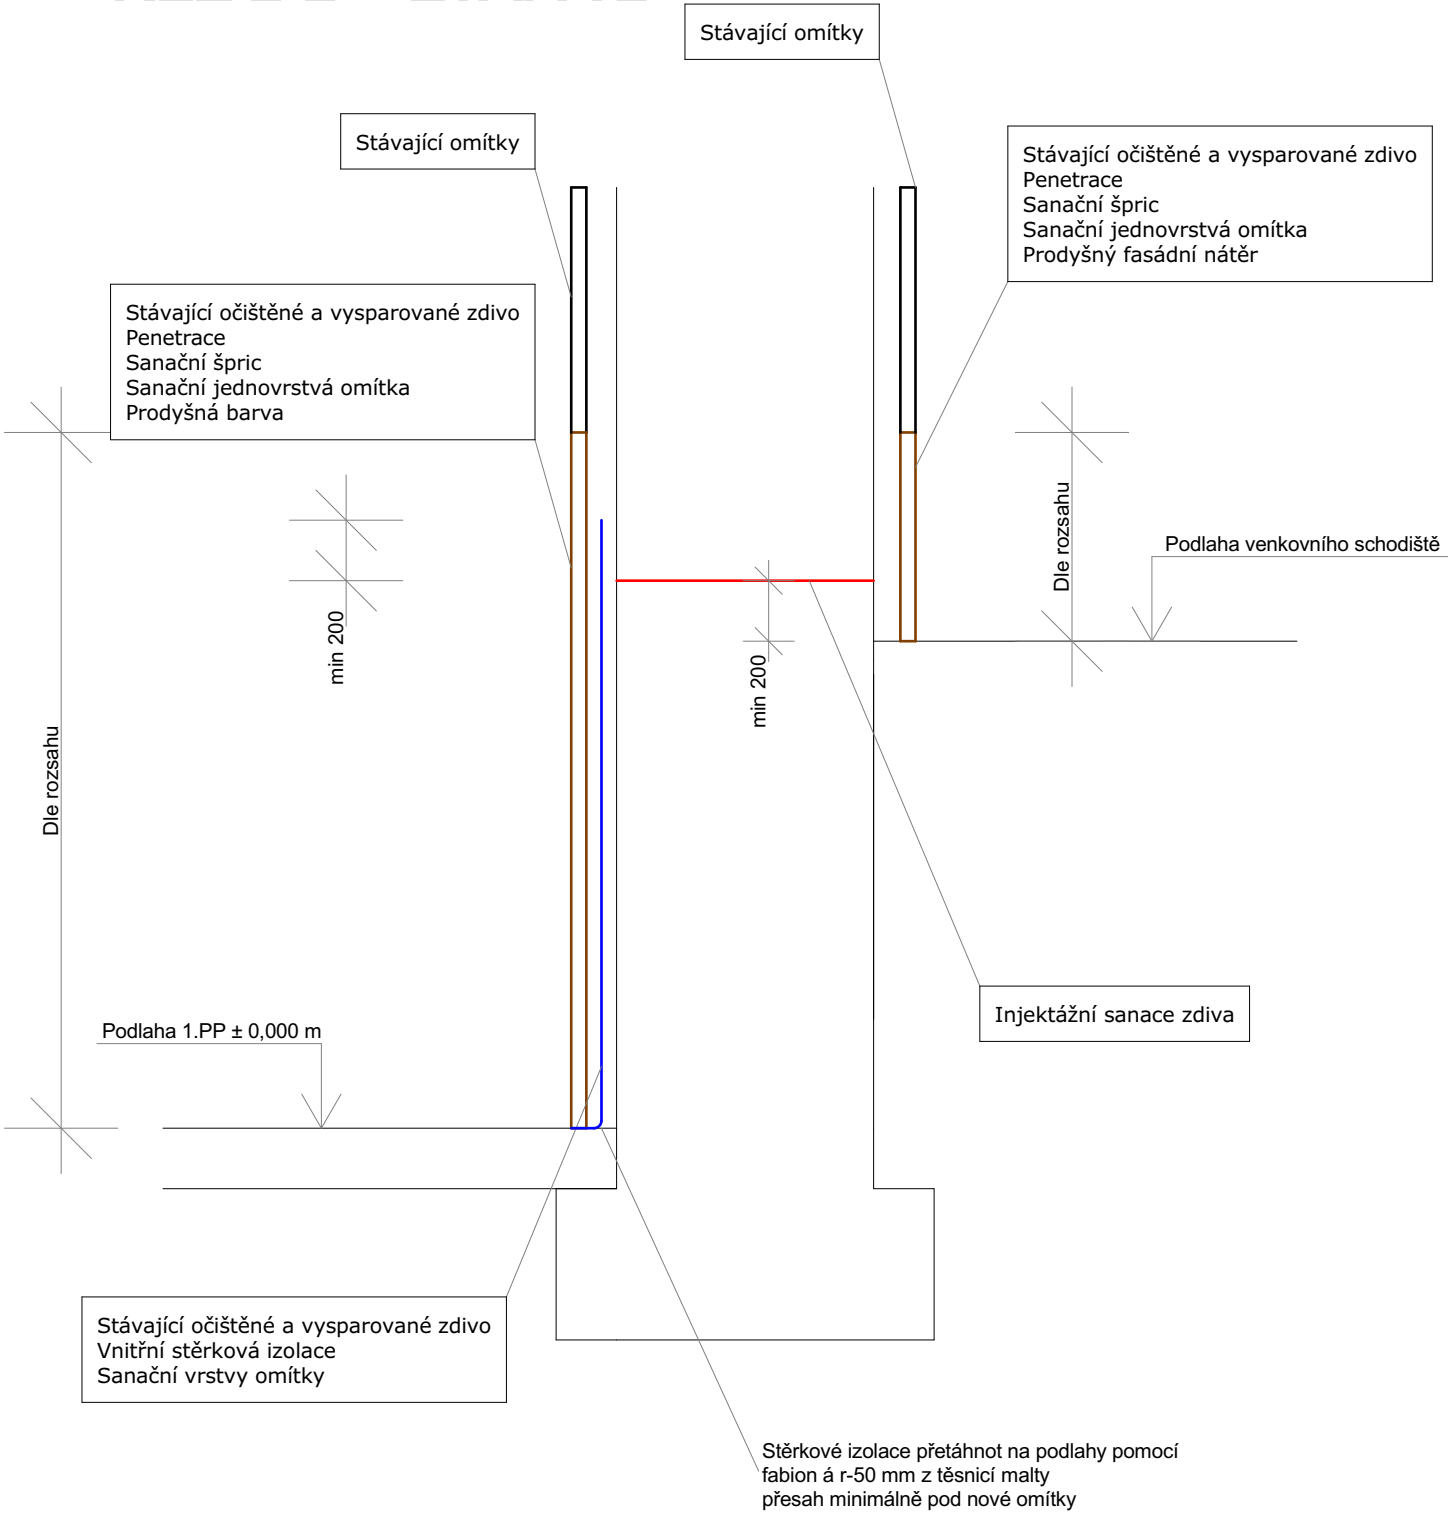 Stávající omítky
Stávající omítky
Stávající očištěné a vysparované zdivo
Penetrace
Sanační špric
Sanační jednovrstvá omítka
Prodyšný fasádní nátěr
Stávající očištěné a vysparované zdivo
Penetrace
Sanační špric
Sanační jednovrstvá omítka
Prodyšná barva
Dle rozsahu
Podlaha venkovního schodiště
min 200
min 200
Dle rozsahu
Injektážní sanace zdiva
Podlaha 1.PP ± 0,000 m
Stávající očištěné a vysparované zdivo
Vnitřní stěrková izolace
Sanační vrstvy omítky
Stěrkové izolace přetáhnot na podlahy pomocí
fabion á r-50 mm z těsnicí malty
přesah minimálně pod nové omítky